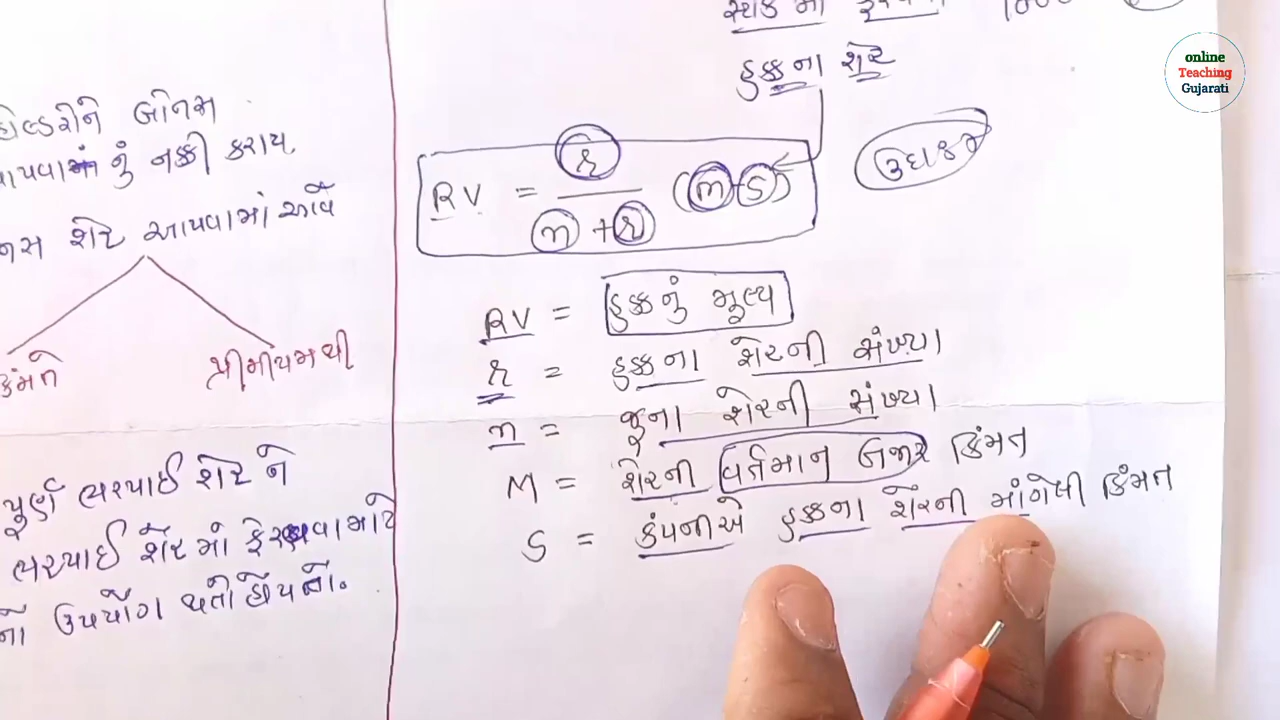 હોલ્ડરોને બોનસ
આપવાનું નક્કી કરાય.
બોનસ શેર આપવામાં આવે
કિંમતે
પ્રીમીયમથી
પૂર્ણ ભરપાઈ શેર ને
ભરપાઈ શેર માં ફેરવવા માટે
નો ઉપયોગ થતો હોય તો.
હક્કના શેર
RV = r / n + r (m - S)
ઉદાહરણ
RV = હક્કનું મૂલ્ય
r = હક્કના શેરની સંખ્યા
n = જૂના શેરની સંખ્યા
M = શેરની વર્તમાન બજાર કિંમત
S = કંપનીએ હક્કના શેરની માંગેલી કિંમત
online
Teaching
Gujarati